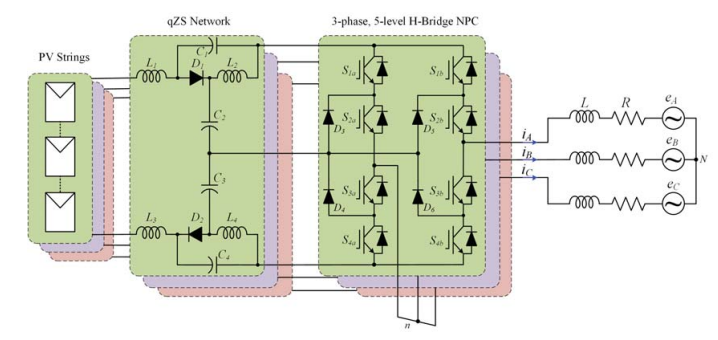 qZS Network
3-phase, 5-level H-Bridge NPC
PV Strings
C1
L1
D1
L2
C2
C3
L3
D2
L4
C4
S1a
S1b
D3
S2a
D5
S2b
D4
S3a
D6
S3b
S4a
S4b
n
iA
iB
iC
L
R
eA
eB
eC
N